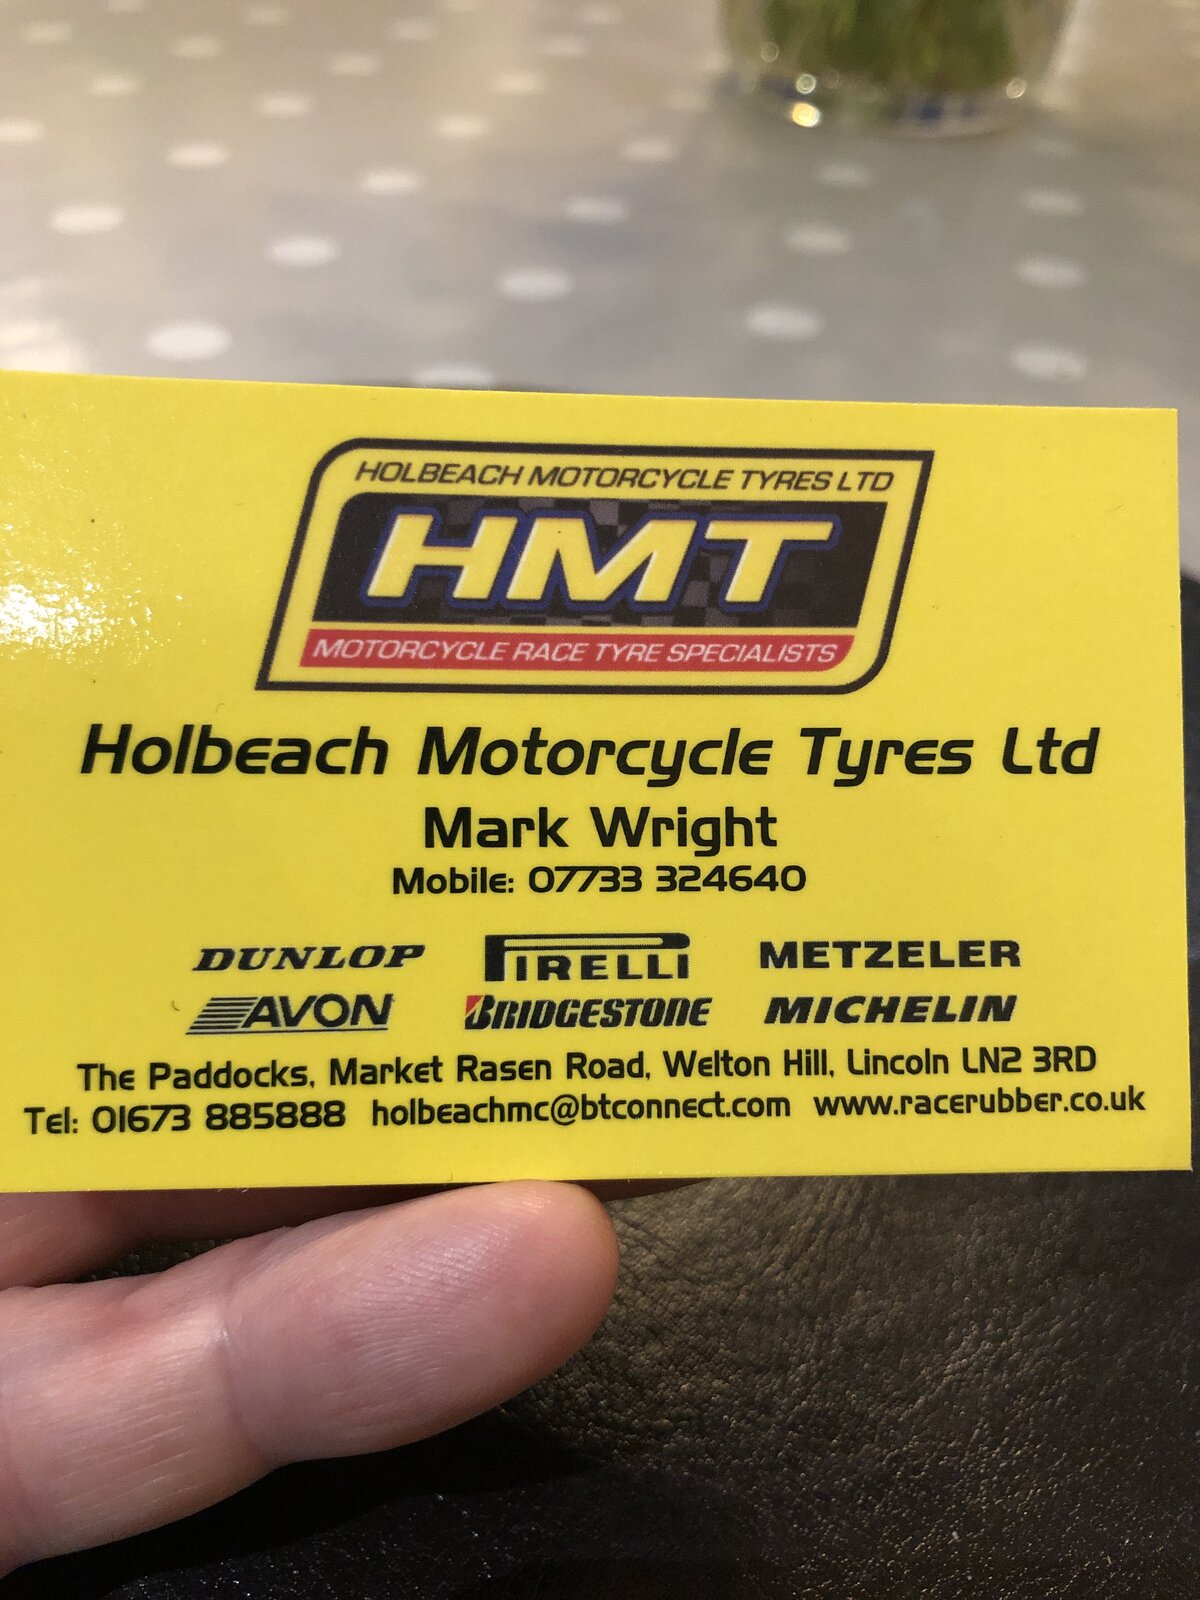 HOLBEACH MOTORCYCLE TYRES LTD
HMT
MOTORCYCLE RACE TYRE SPECIALISTS
Holbeach Motorcycle Tyres Ltd
Mark Wright
Mobile: 07733 324640
DUNLOP PIRELLI METZELER
AVON BRIDGESTONE MICHELIN
The Paddocks, Market Rasen Road, Welton Hill, Lincoln LN2 3RD
Tel: 01673 885888 holbeachmc@btconnect.com www.racerubber.co.uk